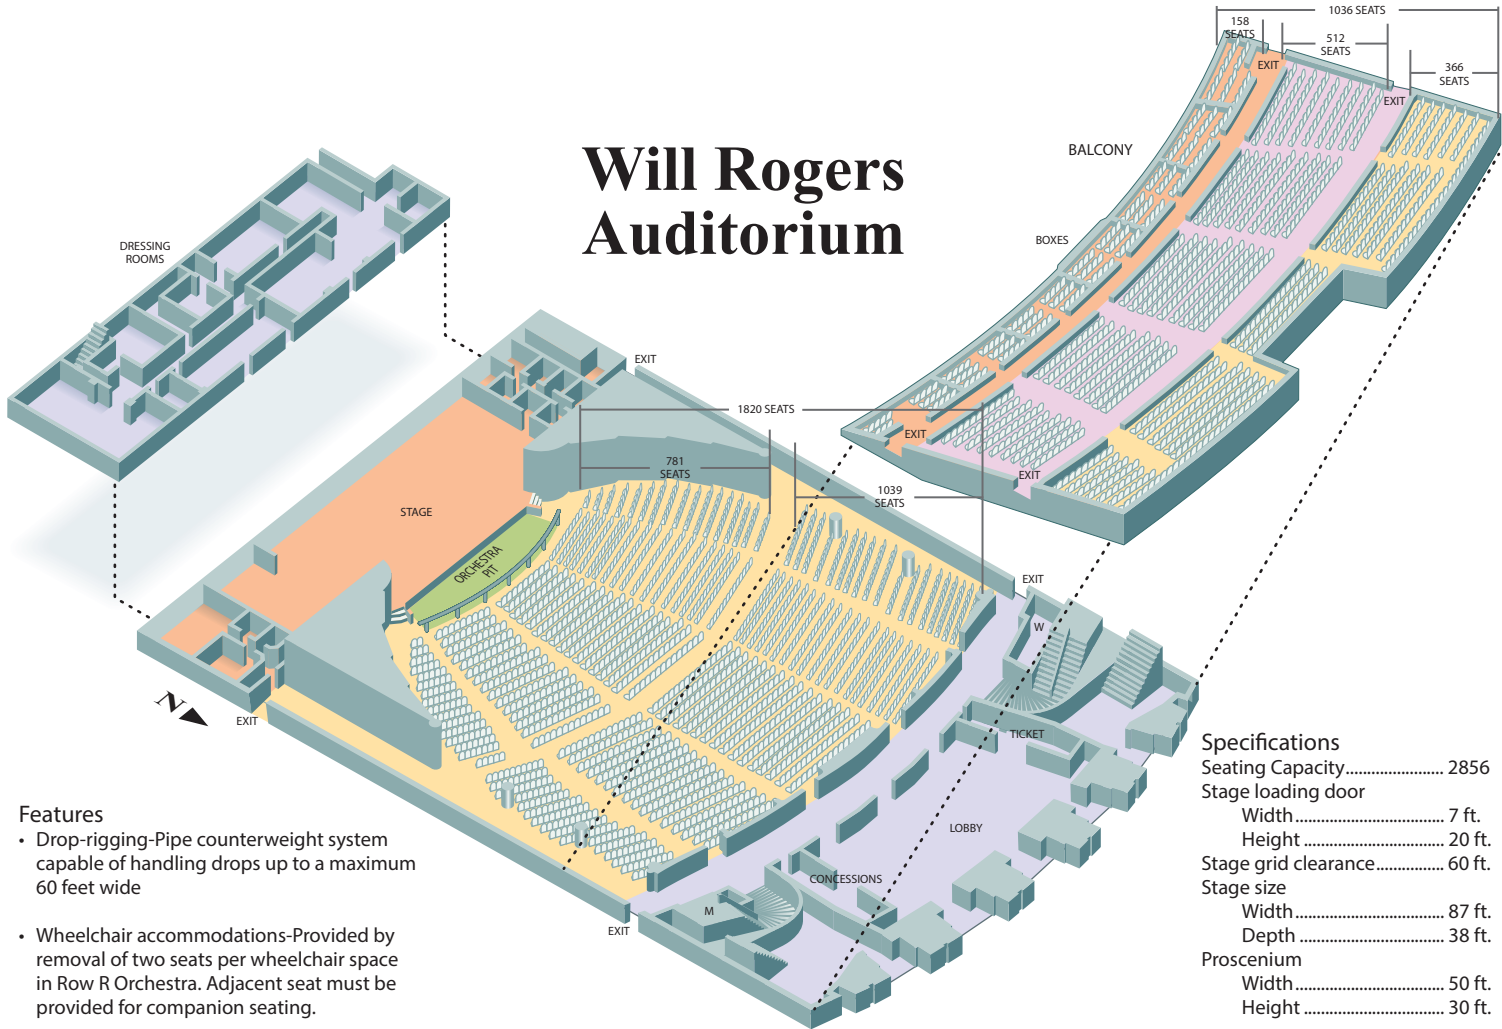 1036 SEATS
158
SEATS
512
SEATS
366
SEATS
EXIT
EXIT
BALCONY
BOXES
EXIT
EXIT
Will Rogers
Auditorium
DRESSING
ROOMS
EXIT
1820 SEATS
781
SEATS
1039
SEATS
STAGE
ORCHESTRA
PIT
EXIT
W
N
EXIT
TICKET
LOBBY
CONCESSIONS
M
EXIT
Features
• Drop-rigging-Pipe counterweight system
capable of handling drops up to a maximum
60 feet wide
• Wheelchair accommodations-Provided by
removal of two seats per wheelchair space
in Row R Orchestra. Adjacent seat must be
provided for companion seating.
Specifications
Seating Capacity....................... 2856
Stage loading door
Width................................... 7 ft.
Height ................................. 20 ft.
Stage grid clearance................ 60 ft.
Stage size
Width................................... 87 ft.
Depth .................................. 38 ft.
Proscenium
Width................................... 50 ft.
Height ................................. 30 ft.